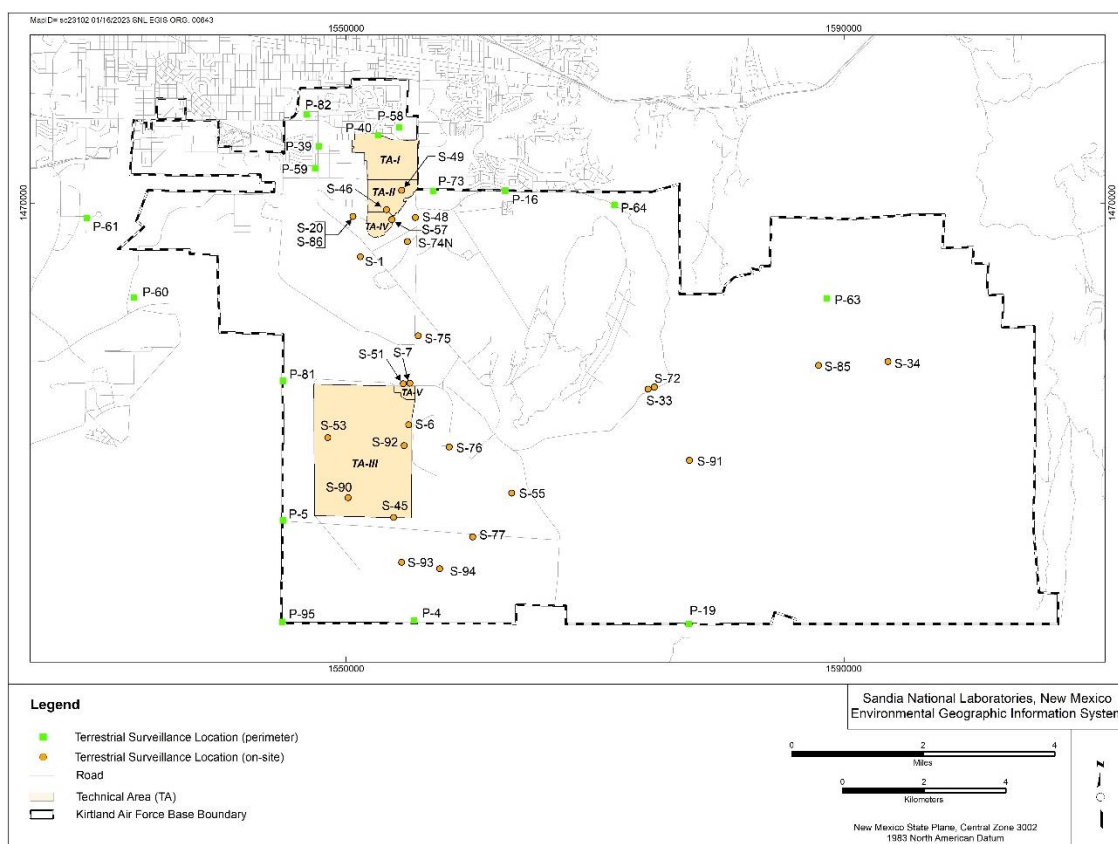 MapID= sc23102 01/16/2023 SNL EGIS ORG. 00643
1550000
1590000
P-82
P-58
P-40
P-39
TA-I
S-49
P-59
P-73
S-46
TA-II
P-16
1470000
P-64
1470000
P-61
S-20
S-48
TA-IV
S-57
S-86
S-74N
S-1
P-60
P-63
S-75
S-7
S-51
S-85
S-34
P-81
S-72
TA-V
S-33
S-53
S-6
S-92
S-76
TA-III
S-91
S-90
S-55
S-45
P-5
S-77
S-93
S-94
P-95
P-4
P-19
1550000
1590000
Legend
Terrestrial Surveillance Location (perimeter)
Terrestrial Surveillance Location (on-site)
Road
Technical Area (TA)
Kirtland Air Force Base Boundary
Sandia National Laboratories, New Mexico
Environmental Geographic Information System
0 2 4
Miles
0 2 4
Kilometers
New Mexico State Plane, Central Zone 3002
1983 North American Datum
N